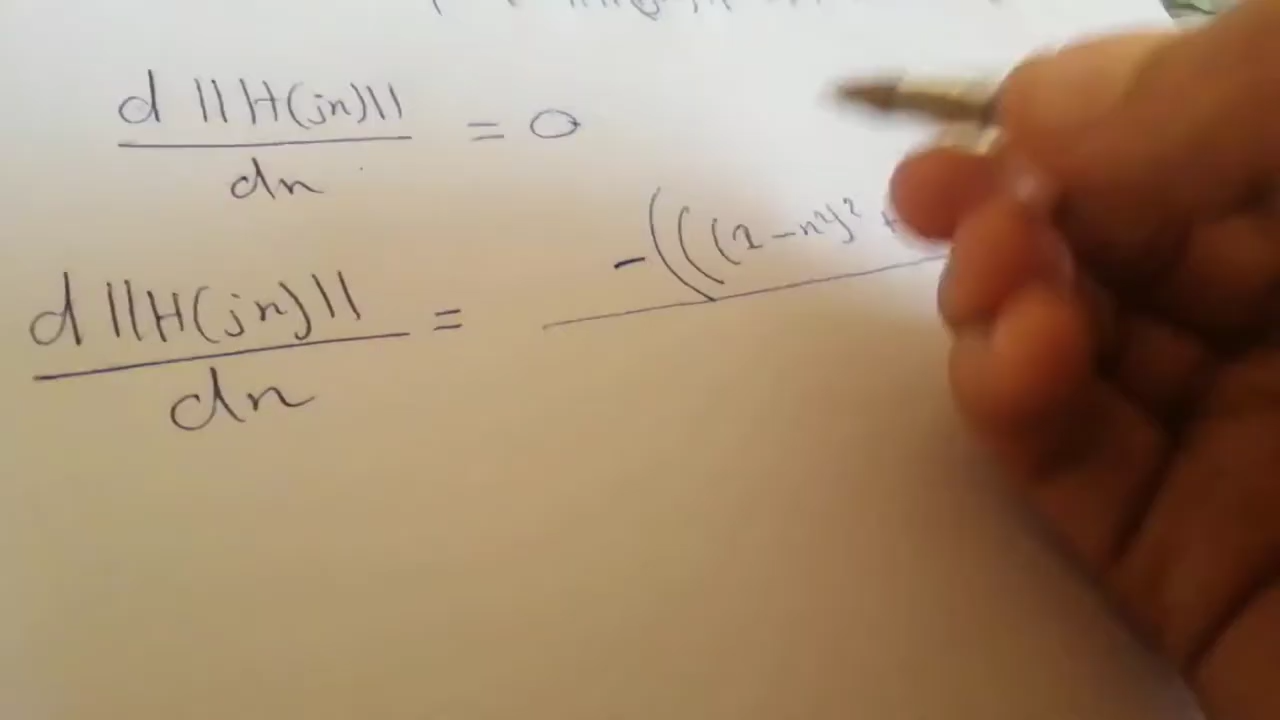 d ||H(jn)|| / dn = 0
d ||H(jn)|| / dn = -(((1-n²)² +